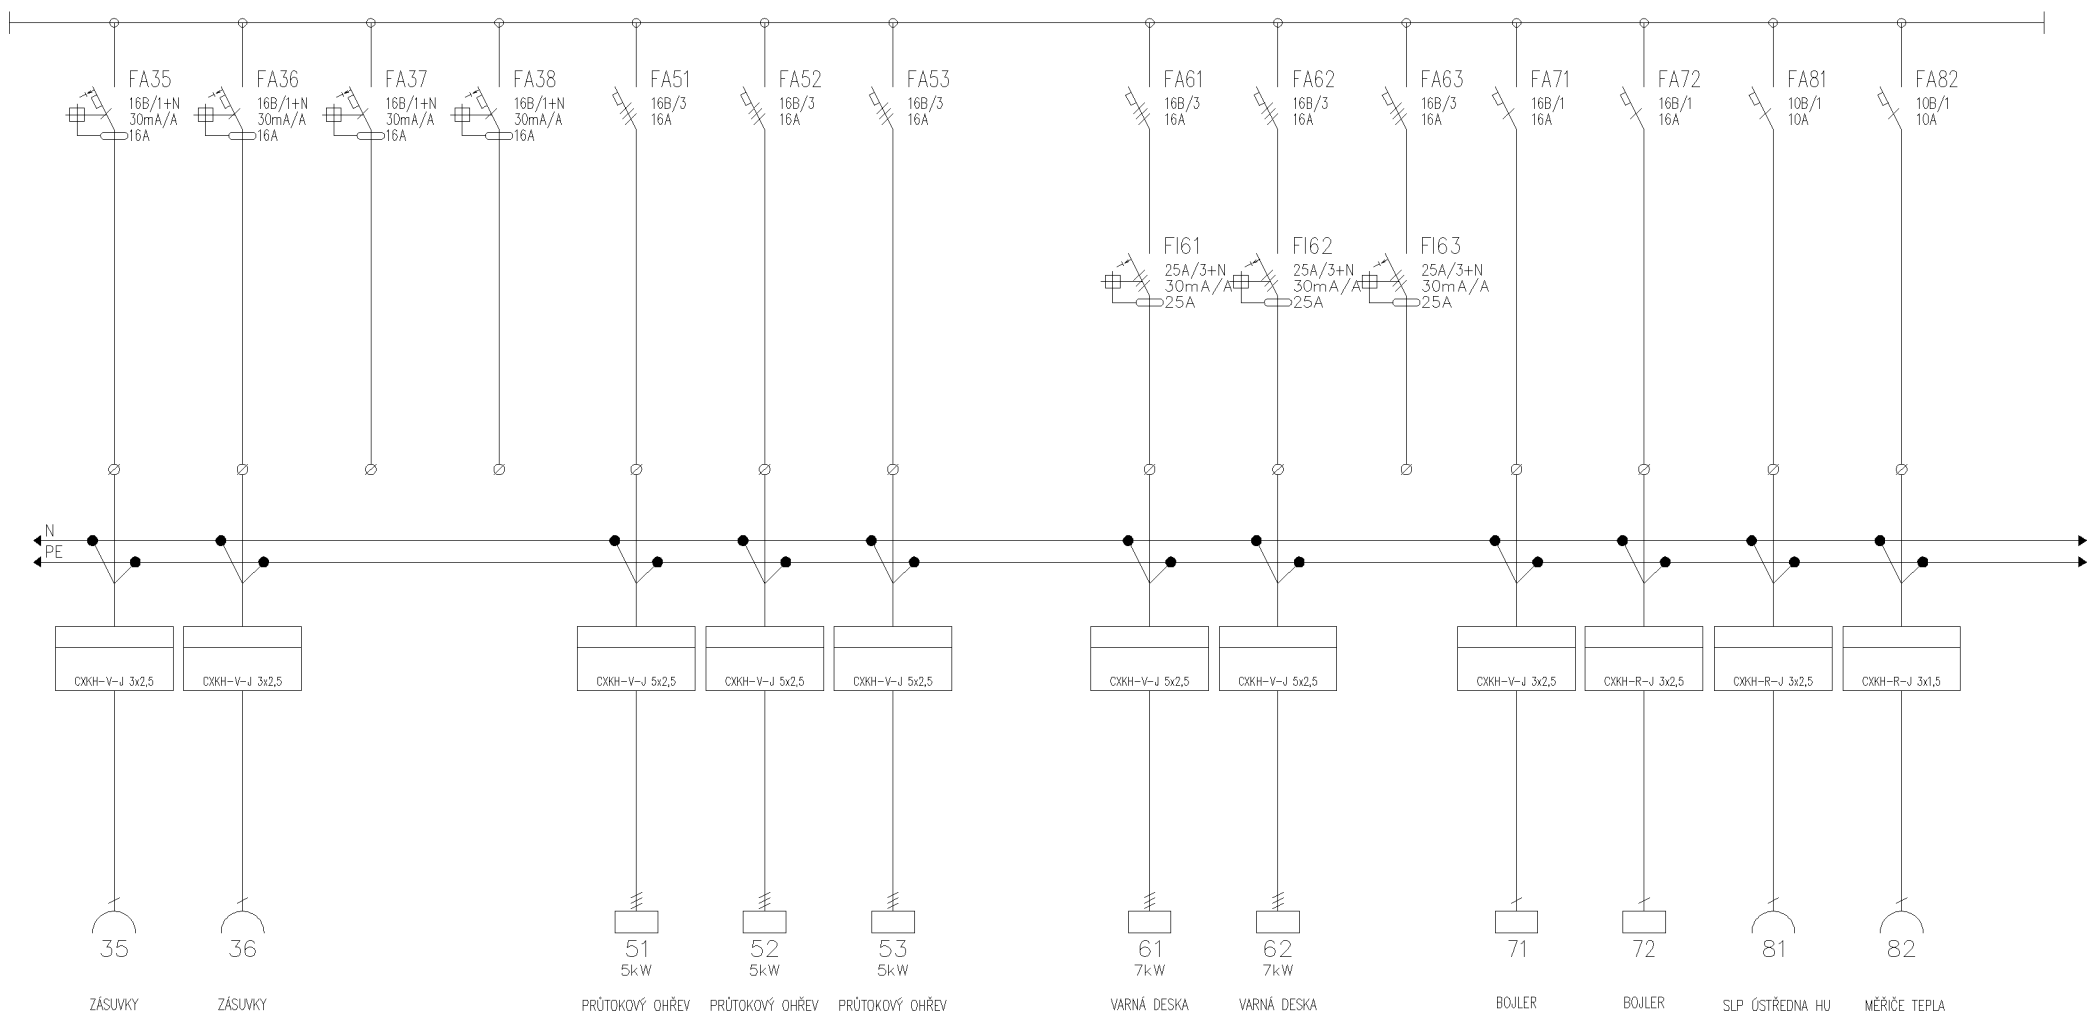 FA35
16B/1+N
30mA/A
16A
FA36
16B/1+N
30mA/A
16A
FA37
16B/1+N
30mA/A
16A
FA38
16B/1+N
30mA/A
16A
FA51
16B/3
16A
FA52
16B/3
16A
FA53
16B/3
16A
FA61
16B/3
16A
FA62
16B/3
16A
FA63
16B/3
16A
FA71
16B/1
16A
FA72
16B/1
16A
FA81
10B/1
10A
FA82
10B/1
10A
FI61
25A/3+N
30mA/A
25A
FI62
25A/3+N
30mA/A
25A
FI63
25A/3+N
30mA/A
25A
N
PE
CXKH-V-J 3x2,5
CXKH-V-J 3x2,5
CXKH-V-J 5x2,5
CXKH-V-J 5x2,5
CXKH-V-J 5x2,5
CXKH-V-J 5x2,5
CXKH-V-J 5x2,5
CXKH-V-J 3x2,5
CXKH-R-J 3x2,5
CXKH-R-J 3x2,5
CXKH-R-J 3x1,5
35
36
51
5kW
52
5kW
53
5kW
61
7kW
62
7kW
71
72
81
82
ZÁSUVKY
ZÁSUVKY
PRŮTOKOVÝ OHŘEV
PRŮTOKOVÝ OHŘEV
PRŮTOKOVÝ OHŘEV
VARNÁ DESKA
VARNÁ DESKA
BOJLER
BOJLER
SLP ÚSTŘEDNA HU
MĚŘIČE TEPLA